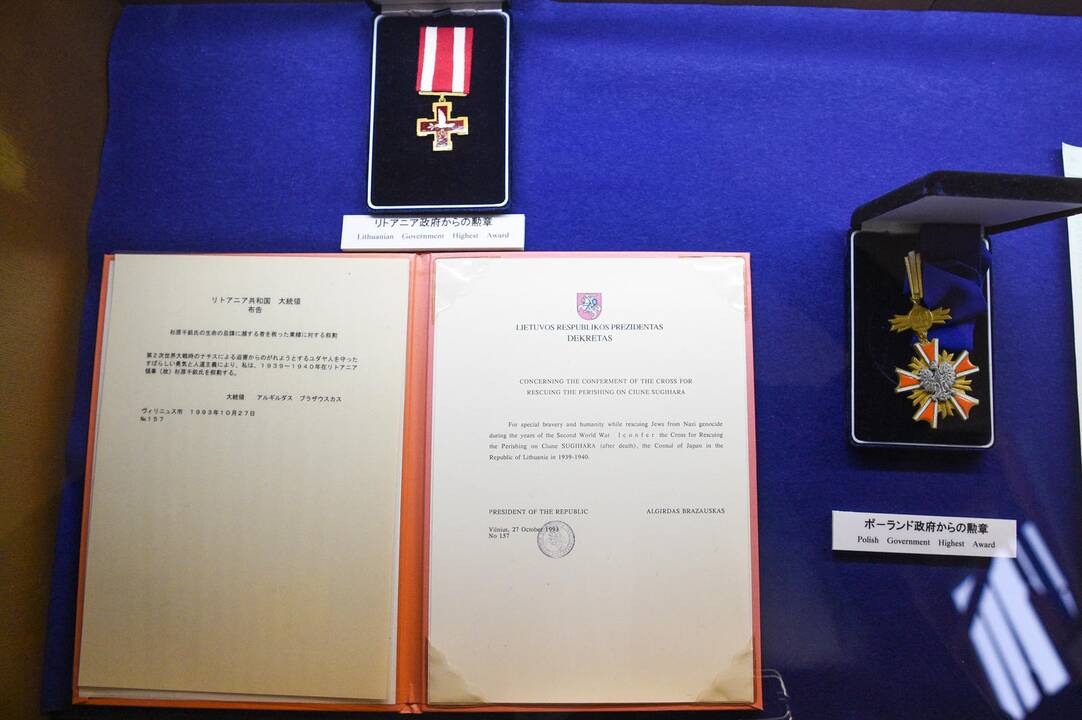 リトアニア政府からの勲章
Lithuanian Government Highest Award
リトアニア共和国 大統領
布告
杉原千畝氏の生命の危険に瀕する者を救った業績に対する叙勲
第2次世界大戦時のナチスによる迫害からのがれようとするユダヤ人を守った
すばらしい勇気と人道主義により、私は、1939～1940年在リトアニア
領事（故）杉原千畝氏を叙勲する。
大統領 アルギルダス ブラザウスカス
ヴィリニュス市 1993年10月27日
№157
LIETUVOS RESPUBLIKOS PREZIDENTAS
DEKRETAS
CONCERNING THE CONFERMENT OF THE CROSS FOR
RESCUING THE PERISHING ON CIUNE SUGIHARA
For special bravery and humanity while rescuing Jews from Nazi genocide
during the years of the Second World War I confer the Cross for Rescuing
the Perishing on Ciune SUGIHARA (after death), the Consul of Japan in the
Republic of Lithuania in 1939-1940.
PRESIDENT OF THE REPUBLIC ALGIRDAS BRAZAUSKAS
Vilnius, 27 October 1993
No 157
ポーランド政府からの勲章
Polish Government Highest Award